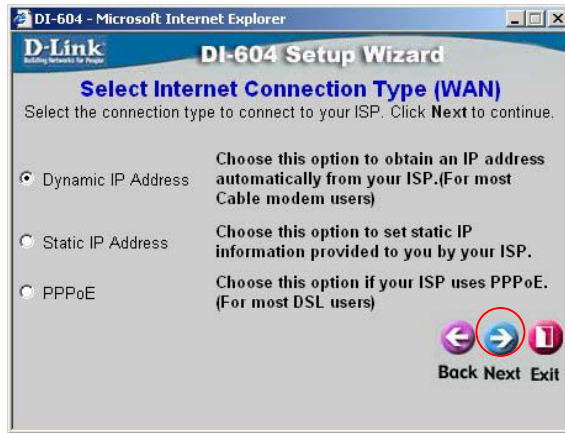 DI-604 - Microsoft Internet Explorer
D-Link
Building Networks for People
DI-604 Setup Wizard
Select Internet Connection Type (WAN)
Select the connection type to connect to your ISP. Click Next to continue.
Dynamic IP Address
Choose this option to obtain an IP address
automatically from your ISP.(For most
Cable modem users)
Static IP Address
Choose this option to set static IP
information provided to you by your ISP.
PPPoE
Choose this option if your ISP uses PPPoE.
(For most DSL users)
Back Next Exit